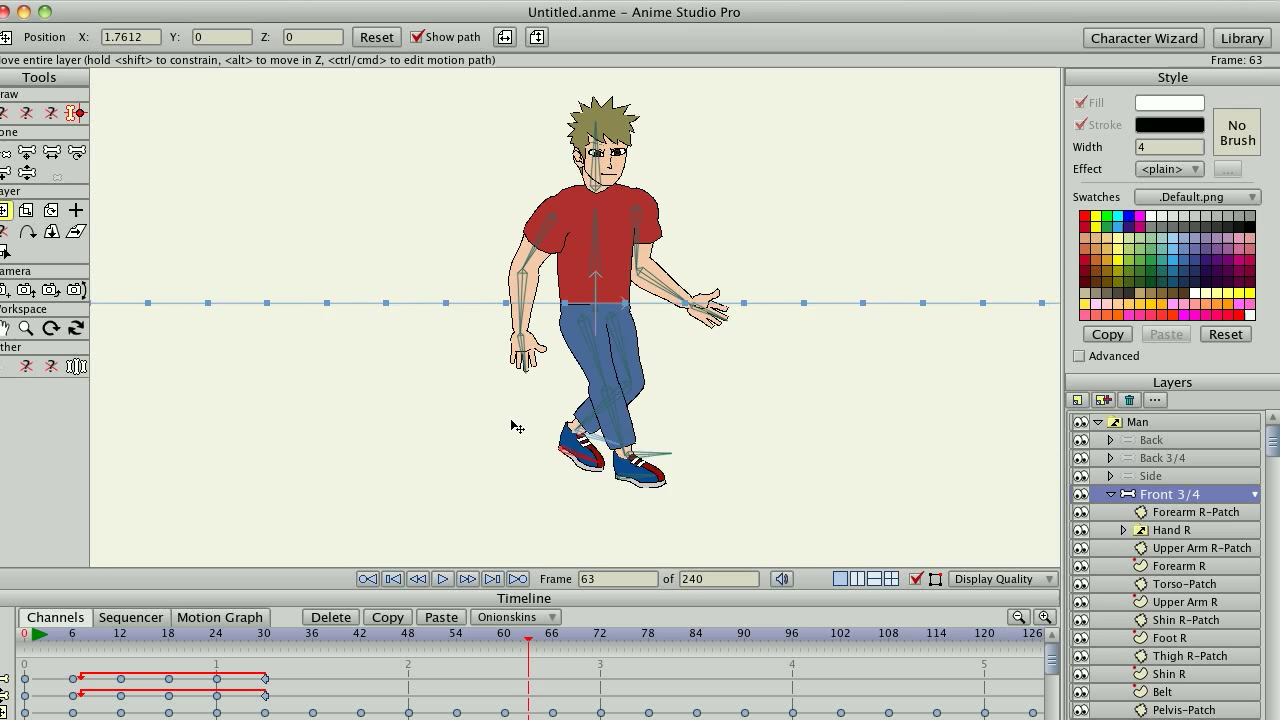 Untitled.anme – Anime Studio Pro
Position X: 1.7612 Y: 0 Z: 0 Reset Show path Character Wizard Library
ove entire layer (hold <shift> to constrain, <alt> to move in Z, <ctrl/cmd> to edit motion path) Frame: 63
Tools
raw
one
ayer
amera
orkspace
ther
Style
Fill
Stroke
No Brush
Width 4
Effect <plain> ...
Swatches .Default.png
Copy Paste Reset
Advanced
Layers
...
Man
Back
Back 3/4
Side
Front 3/4
Forearm R-Patch
Hand R
Upper Arm R-Patch
Forearm R
Torso-Patch
Upper Arm R
Shin R-Patch
Foot R
Thigh R-Patch
Shin R
Belt
Pelvis-Patch
Frame 63 of 240 Display Quality
Timeline
Channels Sequencer Motion Graph Delete Copy Paste Onionskins
0 6 12 18 24 30 36 42 48 54 60 66 72 78 84 90 96 102 108 114 120 126
0 1 2 3 4 5